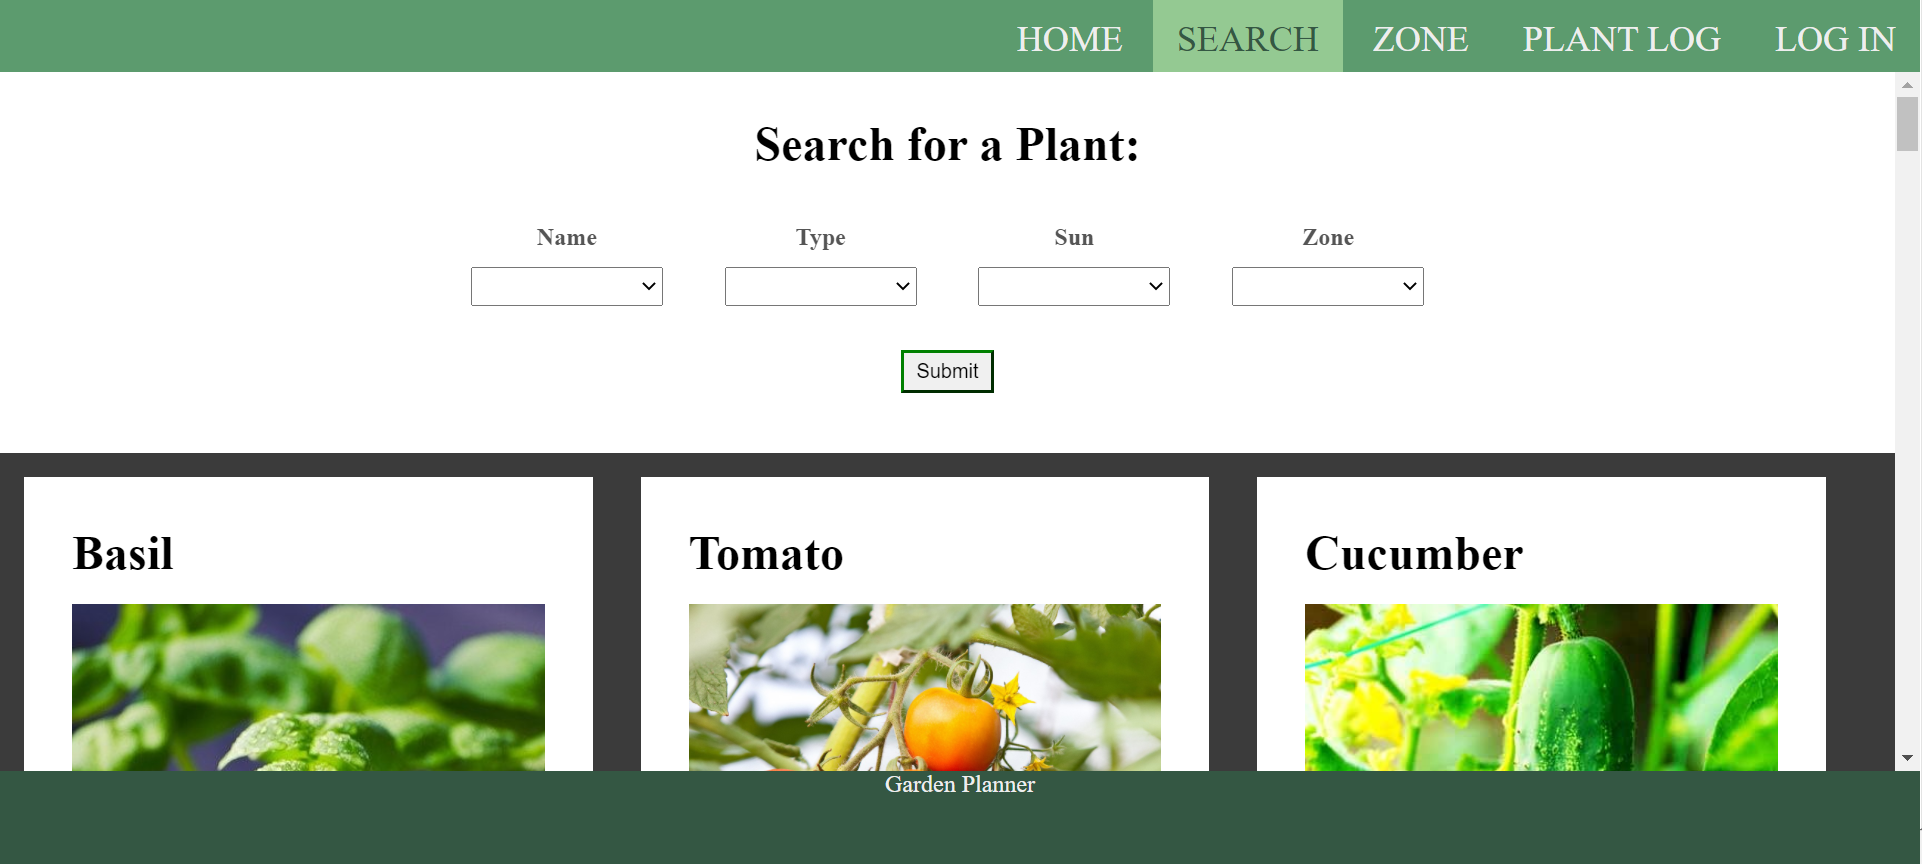 HOME SEARCH ZONE PLANT LOG LOG IN
Search for a Plant:
Name Type Sun Zone
Submit
Basil Tomato Cucumber
Garden Planner